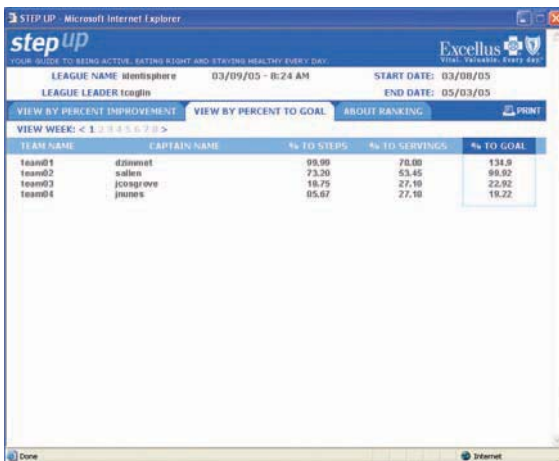 STEP UP - Microsoft Internet Explorer
step up
YOUR GUIDE TO BEING ACTIVE, EATING RIGHT AND STAYING HEALTHY EVERY DAY.
Excellus
Vital. Valuable. Every day.
LEAGUE NAME identisphere 03/09/05 - 8:24 AM START DATE: 03/08/05
LEAGUE LEADER tcoglin END DATE: 05/03/05
VIEW BY PERCENT IMPROVEMENT VIEW BY PERCENT TO GOAL ABOUT RANKING PRINT
VIEW WEEK: < 1 2 3 4 5 6 7 8 >
TEAM NAME CAPTAIN NAME % TO STEPS % TO SERVINGS % TO GOAL
team01 dzimmet 99.99 70.00 134.9
team02 sallen 73.20 53.45 99.92
team03 jcosgrove 18.75 27.10 22.92
team04 jnunes 05.67 27.10 19.22
Done Internet